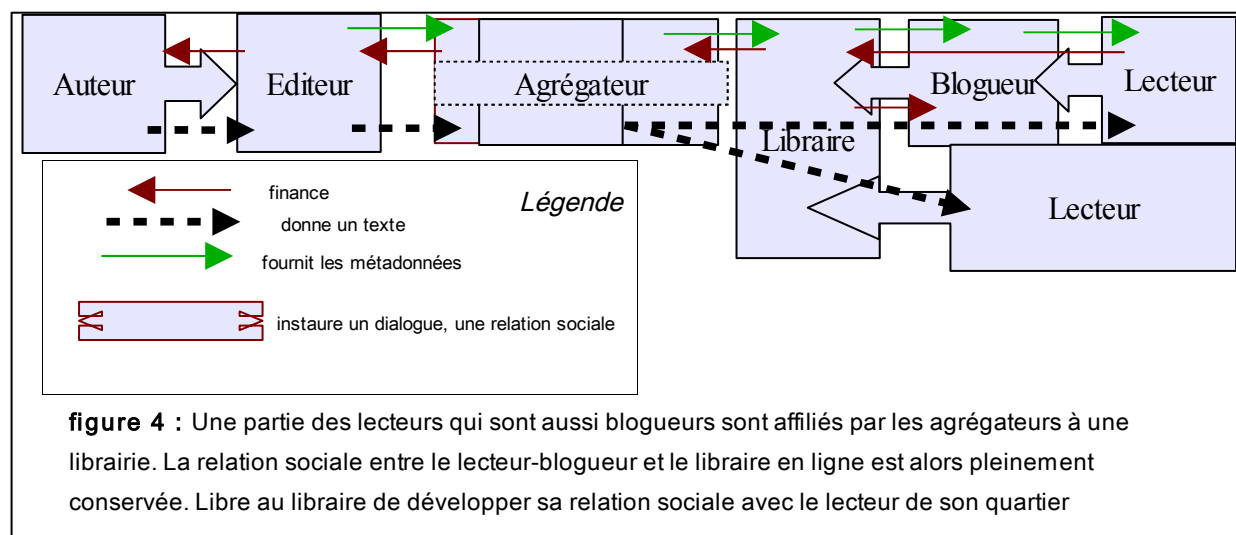 Auteur
Editeur
Agrégateur
Libraire
Blogueur
Lecteur
Lecteur
Légende
finance
donne un texte
fournit les métadonnées
instaure un dialogue, une relation sociale
figure 4 : Une partie des lecteurs qui sont aussi blogueurs sont affiliés par les agrégateurs à une
librairie. La relation sociale entre le lecteur-blogueur et le libraire en ligne est alors pleinement
conservée. Libre au libraire de développer sa relation sociale avec le lecteur de son quartier